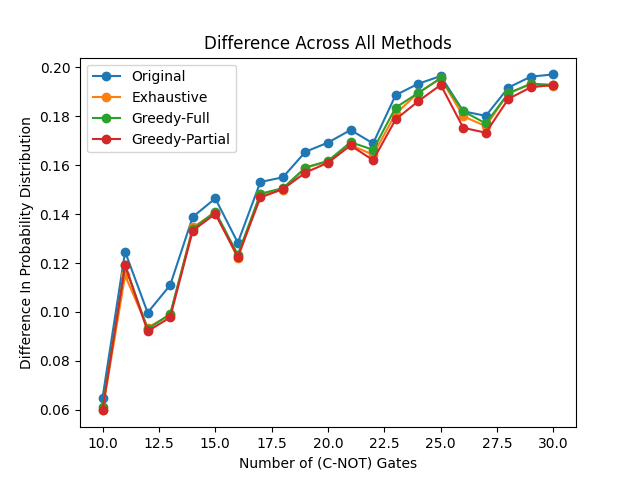 Difference Across All Methods
Original
Exhaustive
Greedy-Full
Greedy-Partial
Difference In Probability Distribution
0.20
0.18
0.16
0.14
0.12
0.10
0.08
0.06
10.0 12.5 15.0 17.5 20.0 22.5 25.0 27.5 30.0
Number of (C-NOT) Gates